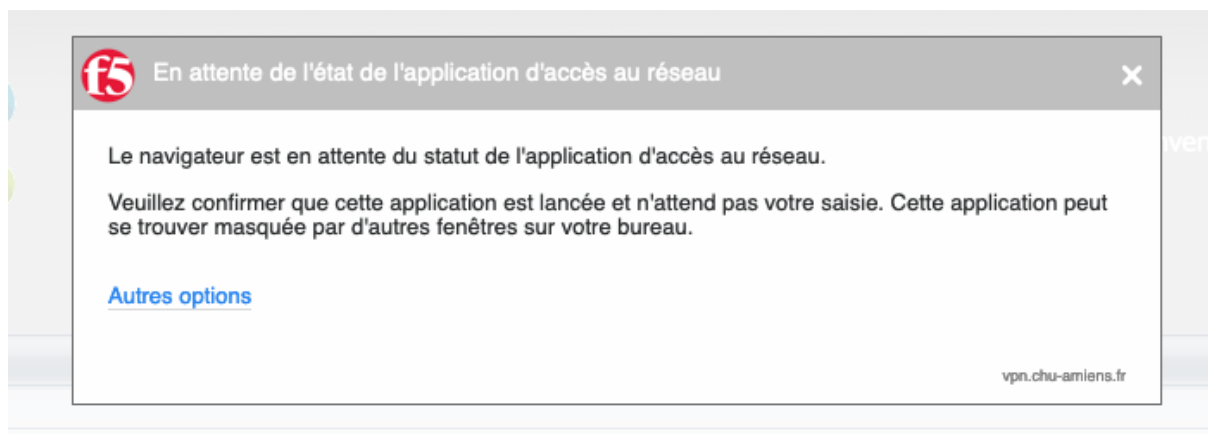 f5 En attente de l'état de l'application d'accès au réseau
Le navigateur est en attente du statut de l'application d'accès au réseau.
Veuillez confirmer que cette application est lancée et n'attend pas votre saisie. Cette application peut
se trouver masquée par d'autres fenêtres sur votre bureau.
Autres options
vpn.chu-amiens.fr